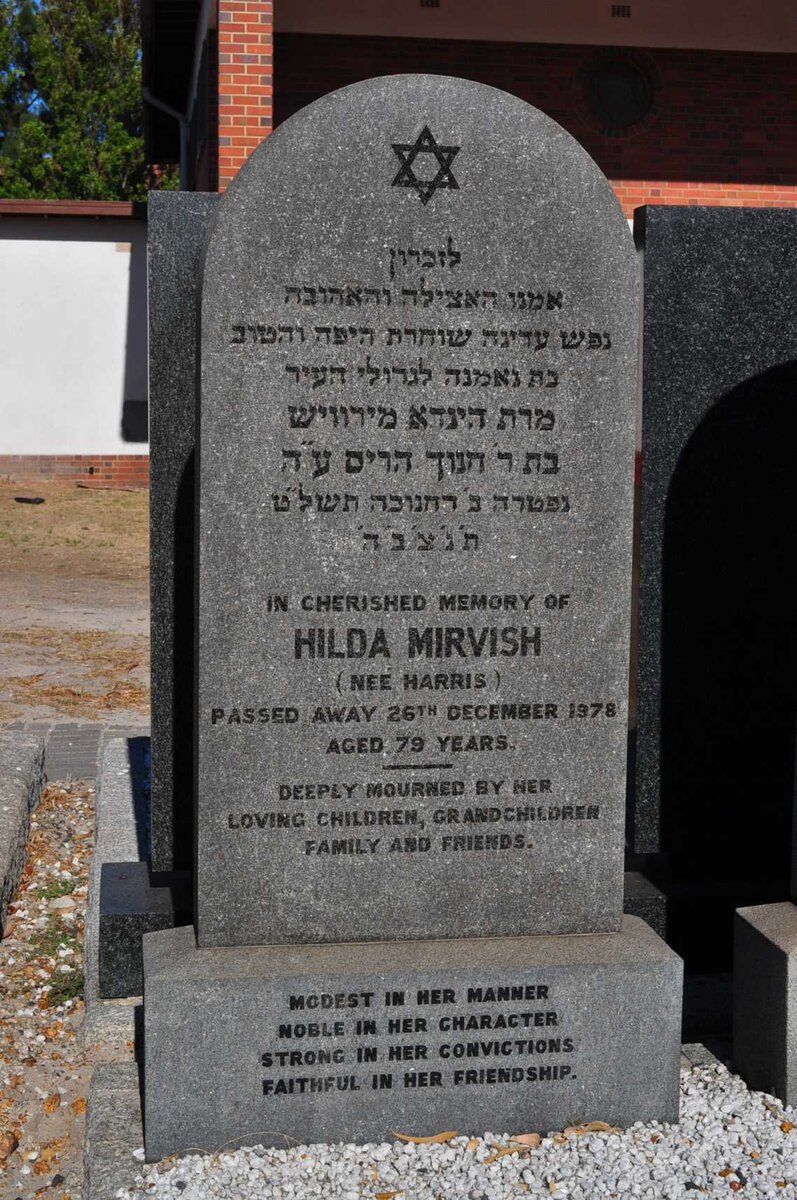 לזכרון
אמנו האצילה והאהובה
נפש עדינה שוחרת היפה והטוב
בת נאמנה לגדולי העיר
מרת הינדא מירוויש
בת ר׳ חנוך הריס ע״ה
נפטרה ב׳ דחנוכה תשל״ט
ת׳נ׳צ׳ב׳ה׳
IN CHERISHED MEMORY OF
HILDA MIRVISH
(NEE HARRIS)
PASSED AWAY 26TH DECEMBER 1978
AGED 79 YEARS.
DEEPLY MOURNED BY HER
LOVING CHILDREN, GRANDCHILDREN
FAMILY AND FRIENDS.
MODEST IN HER MANNER
NOBLE IN HER CHARACTER
STRONG IN HER CONVICTIONS
FAITHFUL IN HER FRIENDSHIP.